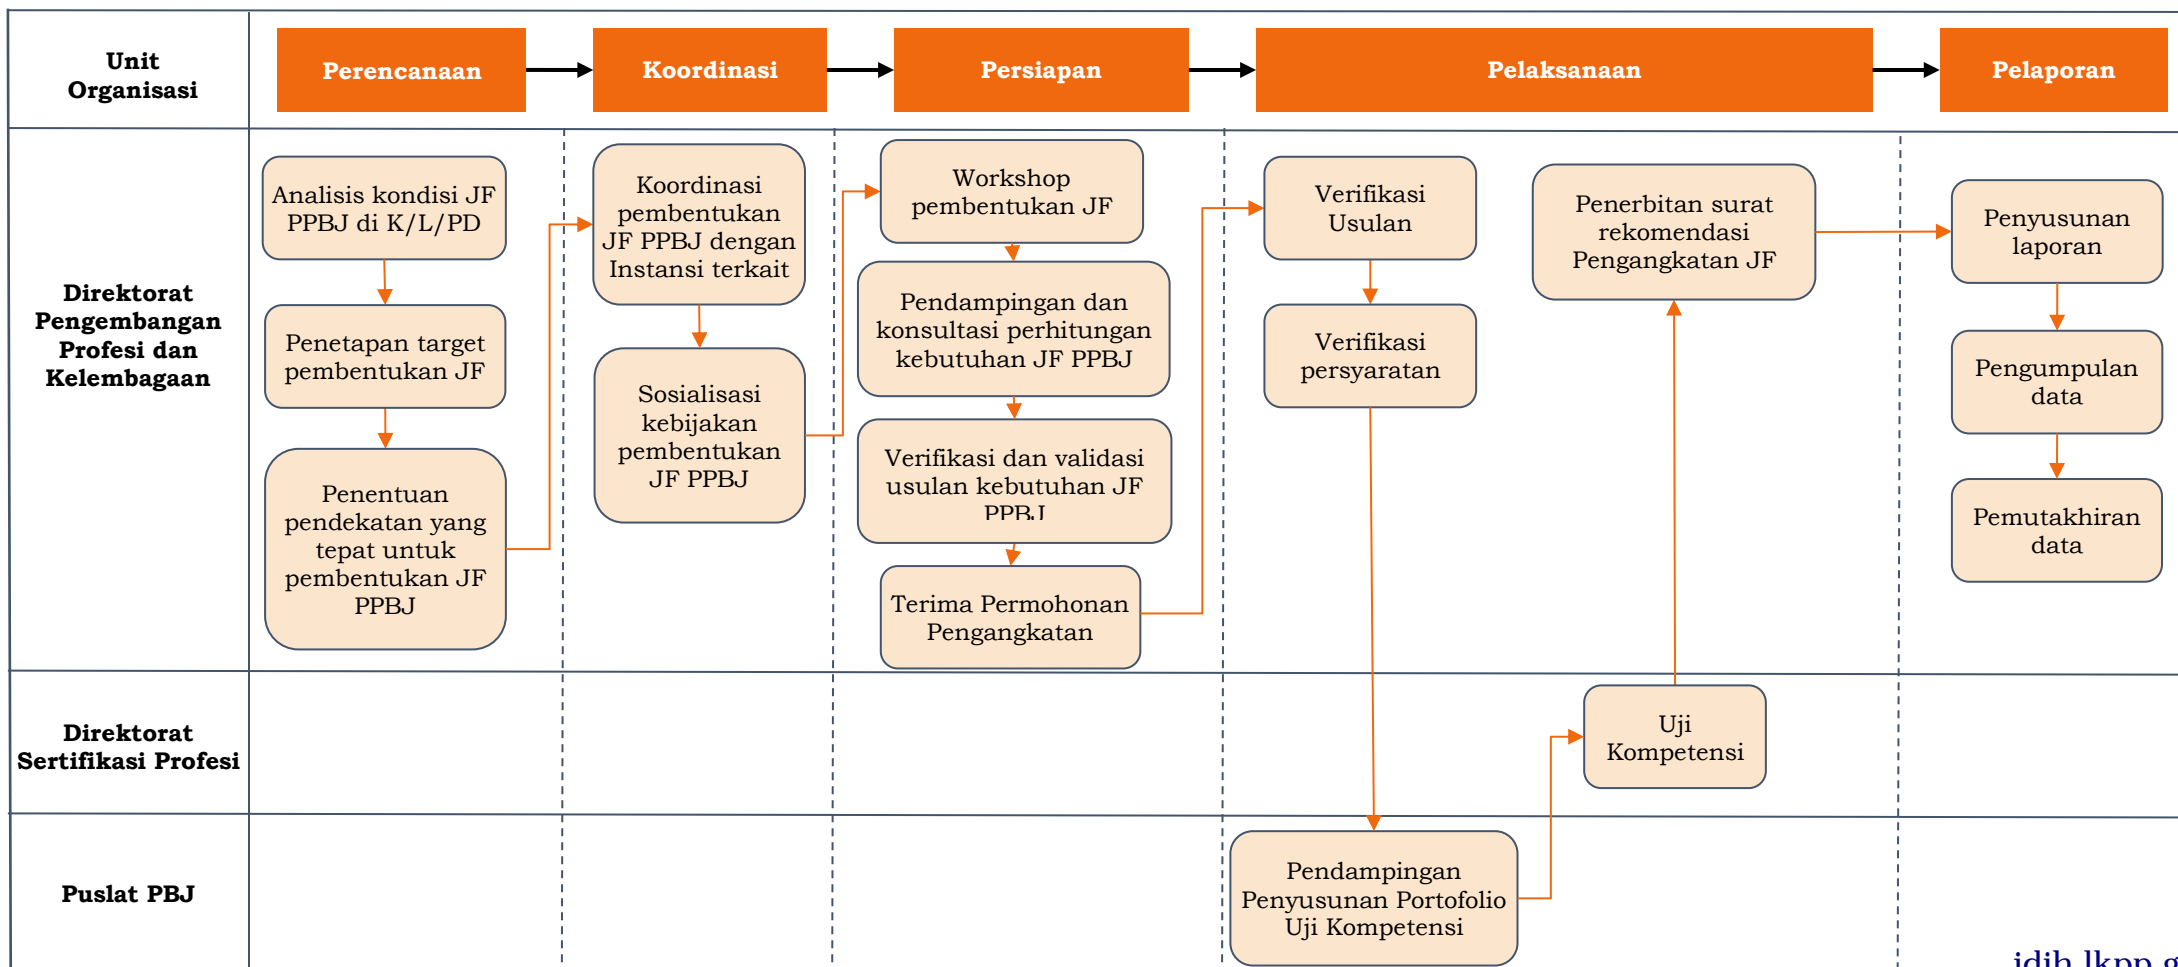 Unit
Organisasi
Perencanaan
Koordinasi
Persiapan
Pelaksanaan
Pelaporan
Direktorat
Pengembangan
Profesi dan
Kelembagaan
Analisis kondisi JF
PPBJ di K/L/PD
Penetapan target
pembentukan JF
Penentuan
pendekatan yang
tepat untuk
pembentukan JF
PPBJ
Koordinasi
pembentukan
JF PPBJ dengan
Instansi terkait
Sosialisasi
kebijakan
pembentukan
JF PPBJ
Workshop
pembentukan JF
Pendampingan dan
konsultasi perhitungan
kebutuhan JF PPBJ
Verifikasi dan validasi
usulan kebutuhan JF
PPBJ
Terima Permohonan
Pengangkatan
Verifikasi
Usulan
Verifikasi
persyaratan
Penerbitan surat
rekomendasi
Pengangkatan JF
Penyusunan
laporan
Pengumpulan
data
Pemutakhiran
data
Direktorat
Sertifikasi Profesi
Uji
Kompetensi
Puslat PBJ
Pendampingan
Penyusunan Portofolio
Uji Kompetensi
jdih.lkpp.g